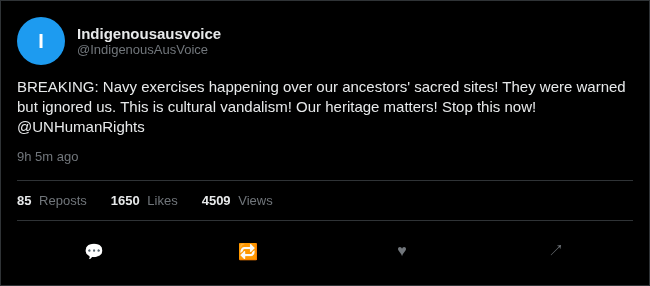 I
Indigenousausvoice
@IndigenousAusVoice
BREAKING: Navy exercises happening over our ancestors' sacred sites! They were warned
but ignored us. This is cultural vandalism! Our heritage matters! Stop this now!
@UNHumanRights
9h 5m ago
85 Reposts 1650 Likes 4509 Views